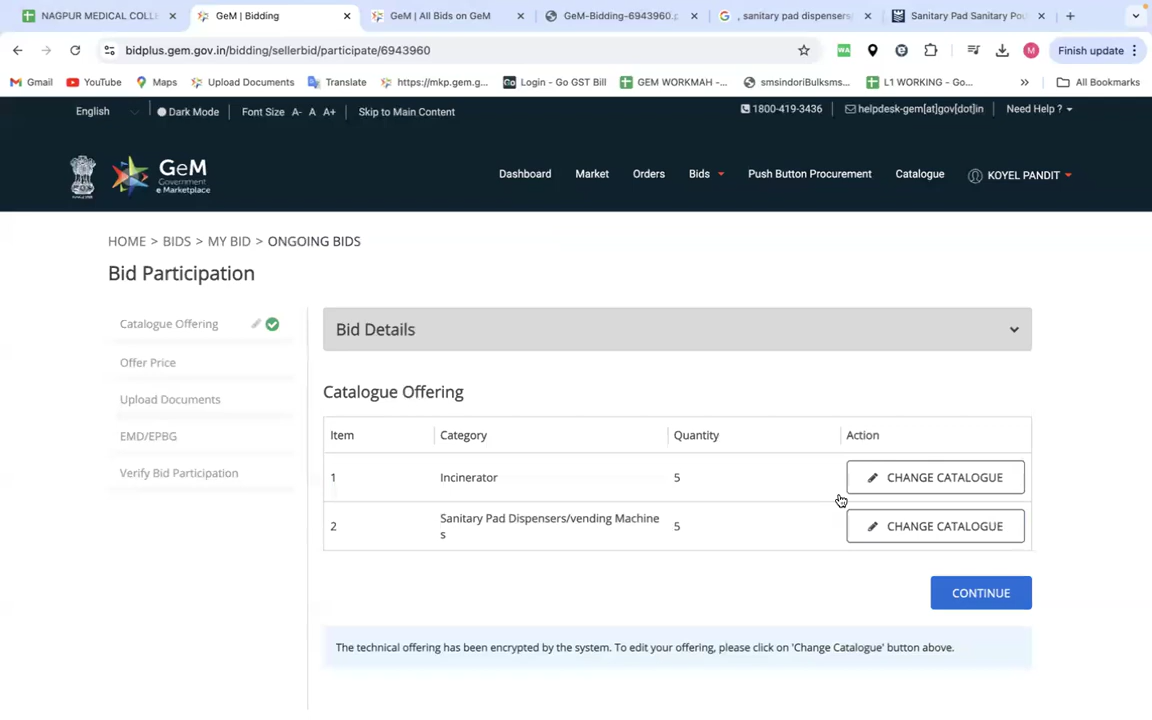 NAGPUR MEDICAL COLL
GeM | Bidding
GeM | All Bids on GeM
GeM-Bidding-6943960.p
, sanitary pad dispensers
Sanitary Pad Sanitary Pou
bidplus.gem.gov.in/bidding/sellerbid/participate/6943960
WA
M
Finish update
Gmail
YouTube
Maps
Upload Documents
Translate
https://mkp.gem.g...
Login - Go GST Bill
GEM WORKMAH -...
smsindoriBulksms...
L1 WORKING - Go...
»
All Bookmarks
English
Dark Mode
Font Size A- A A+
Skip to Main Content
1800-419-3436
helpdesk-gem[at]gov[dot]in
Need Help ?
GeM
Government
e Marketplace
Dashboard
Market
Orders
Bids
Push Button Procurement
Catalogue
KOYEL PANDIT
HOME > BIDS > MY BID > ONGOING BIDS
Bid Participation
Catalogue Offering
Offer Price
Upload Documents
EMD/EPBG
Verify Bid Participation
Bid Details
Catalogue Offering
Item Category Quantity Action
1 Incinerator 5 CHANGE CATALOGUE
2 Sanitary Pad Dispensers/vending Machine 5 CHANGE CATALOGUE
s
CONTINUE
The technical offering has been encrypted by the system. To edit your offering, please click on 'Change Catalogue' button above.